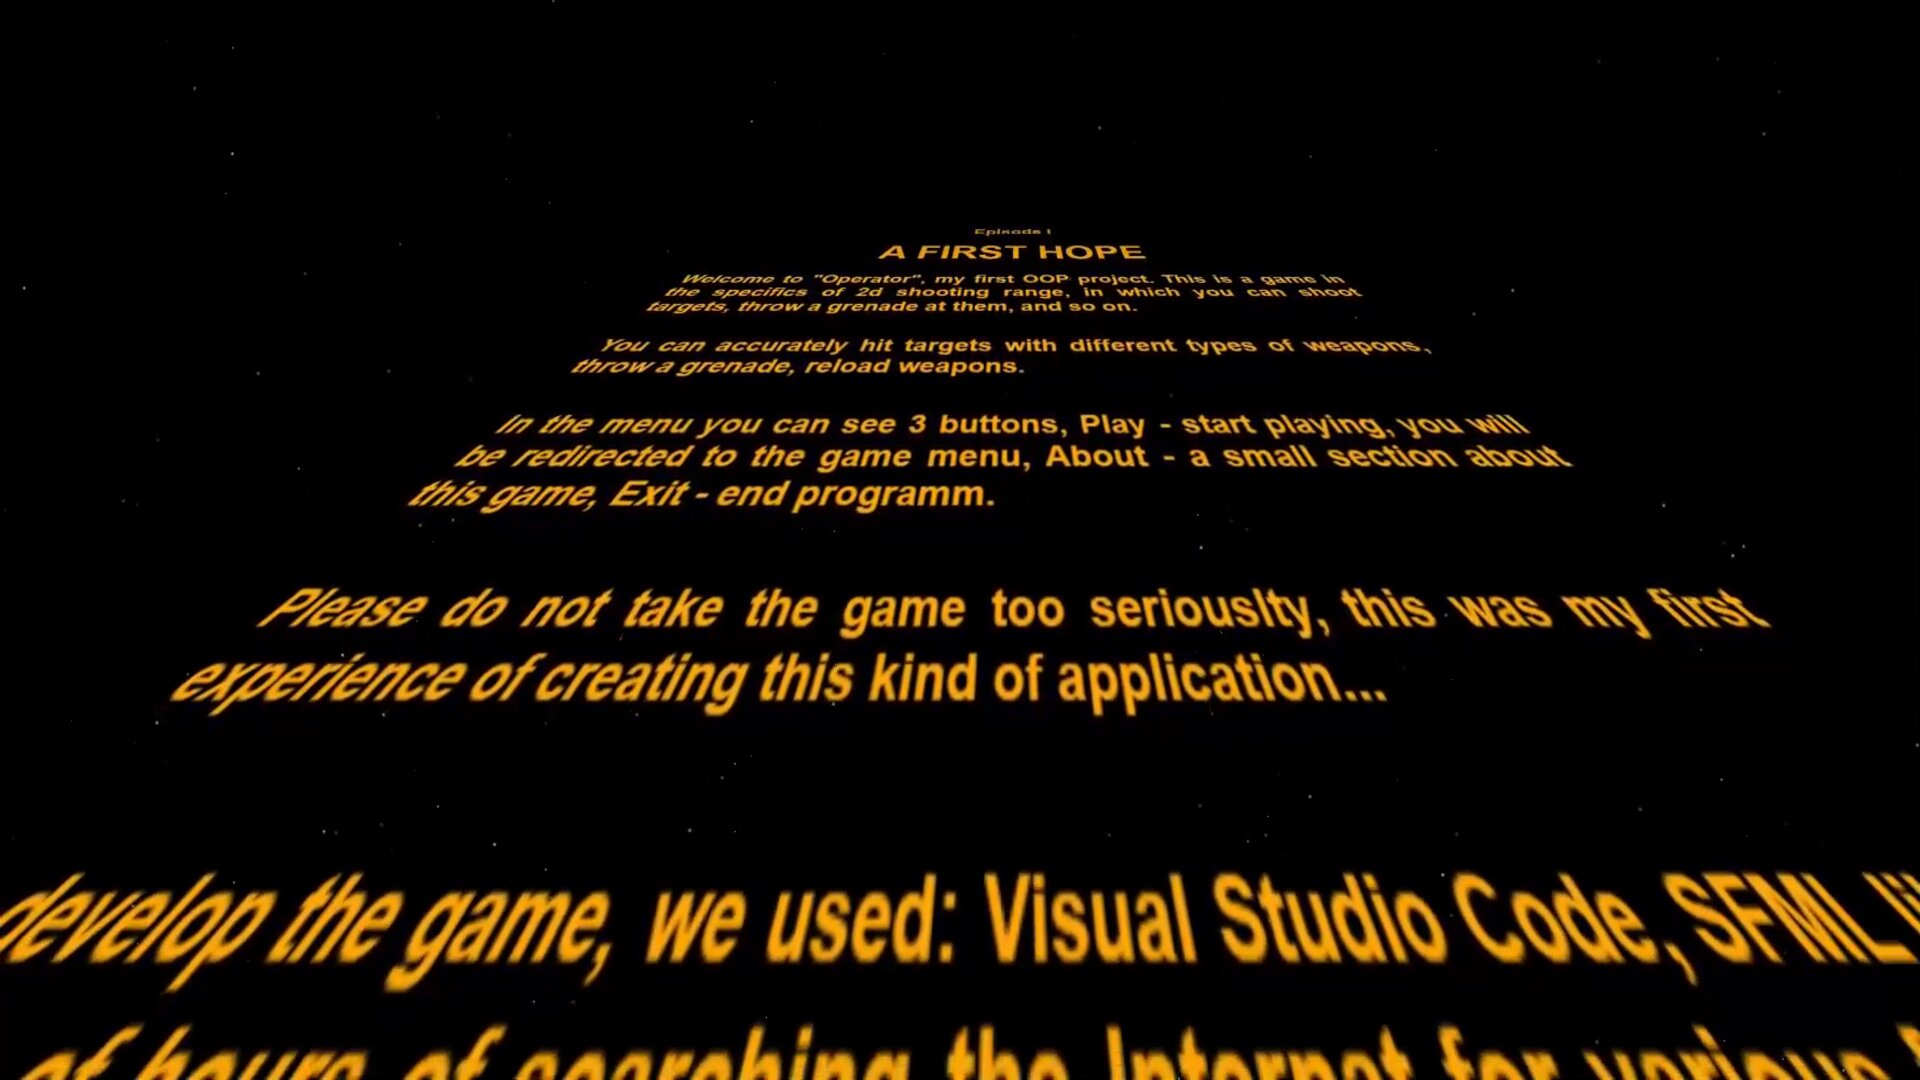 Episode I
A FIRST HOPE
Welcome to "Operator", my first OOP project. This is a game in
the specifics of 2d shooting range, in which you can shoot
targets, throw a grenade at them, and so on.
You can accurately hit targets with different types of weapons,
throw a grenade, reload weapons.
In the menu you can see 3 buttons, Play - start playing, you will
be redirected to the game menu, About - a small section about
this game, Exit - end programm.
Please do not take the game too seriouslty, this was my first
experience of creating this kind of application...
develop the game, we used: Visual Studio Code, SFML
of hours of searching the Internet for various